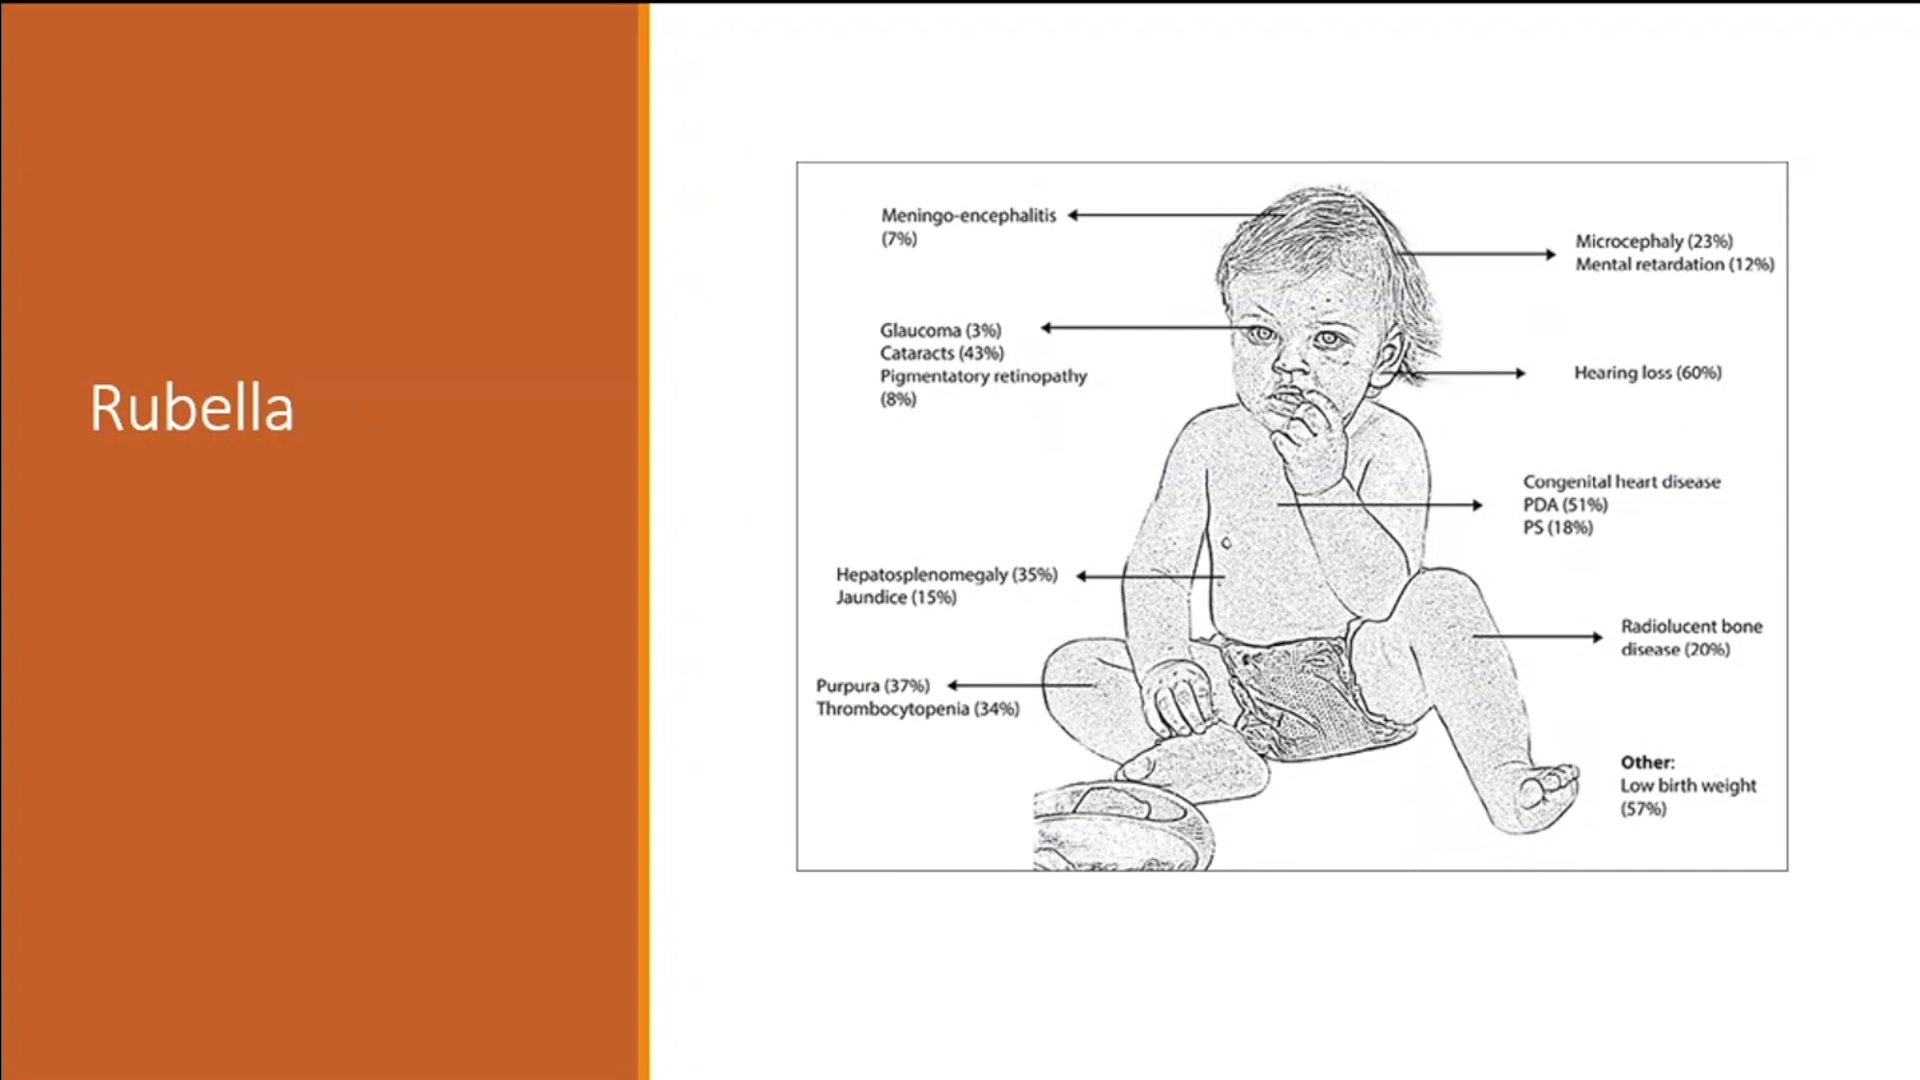 Rubella
Meningo-encephalitis
(7%)
Glaucoma (3%)
Cataracts (43%)
Pigmentatory retinopathy
(8%)
Hepatosplenomegaly (35%)
Jaundice (15%)
Purpura (37%)
Thrombocytopenia (34%)
Microcephaly (23%)
Mental retardation (12%)
Hearing loss (60%)
Congenital heart disease
PDA (51%)
PS (18%)
Radiolucent bone
disease (20%)
Other:
Low birth weight
(57%)